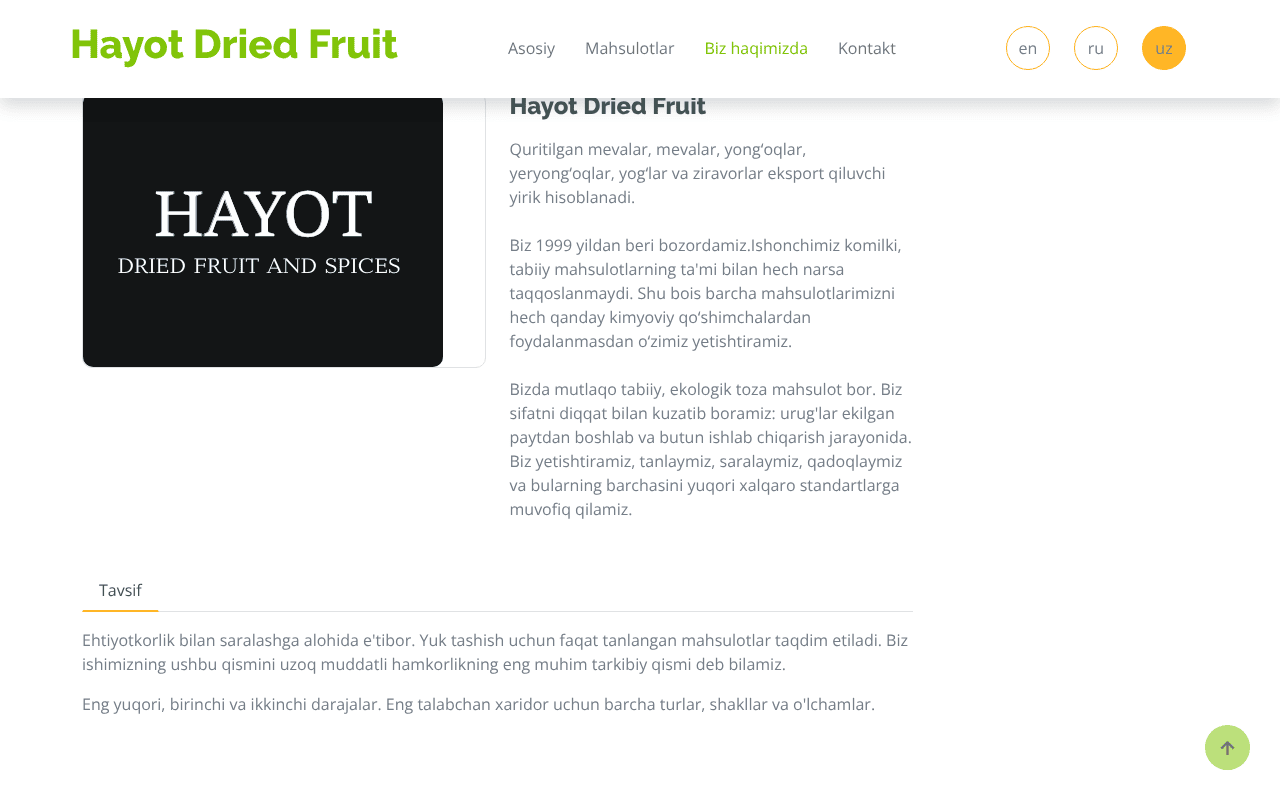 Hayot Dried Fruit
Asosiy
Mahsulotlar
Biz haqimizda
Kontakt
en
ru
uz
HAYOT
DRIED FRUIT AND SPICES
Hayot Dried Fruit
Quritilgan mevalar, mevalar, yong‘oqlar,
yeryong‘oqlar, yog‘lar va ziravorlar eksport qiluvchi
yirik hisoblanadi.
Biz 1999 yildan beri bozordamiz.Ishonchimiz komilki,
tabiiy mahsulotlarning ta'mi bilan hech narsa
taqqoslanmaydi. Shu bois barcha mahsulotlarimizni
hech qanday kimyoviy qo‘shimchalardan
foydalanmasdan o‘zimiz yetishtiramiz.
Bizda mutlaqo tabiiy, ekologik toza mahsulot bor. Biz
sifatni diqqat bilan kuzatib boramiz: urug'lar ekilgan
paytdan boshlab va butun ishlab chiqarish jarayonida.
Biz yetishtiramiz, tanlaymiz, saralaymiz, qadoqlaymiz
va bularning barchasini yuqori xalqaro standartlarga
muvofiq qilamiz.
Tavsif
Ehtiyotkorlik bilan saralashga alohida e'tibor. Yuk tashish uchun faqat tanlangan mahsulotlar taqdim etiladi. Biz
ishimizning ushbu qismini uzoq muddatli hamkorlikning eng muhim tarkibiy qismi deb bilamiz.
Eng yuqori, birinchi va ikkinchi darajalar. Eng talabchan xaridor uchun barcha turlar, shakllar va o'lchamlar.